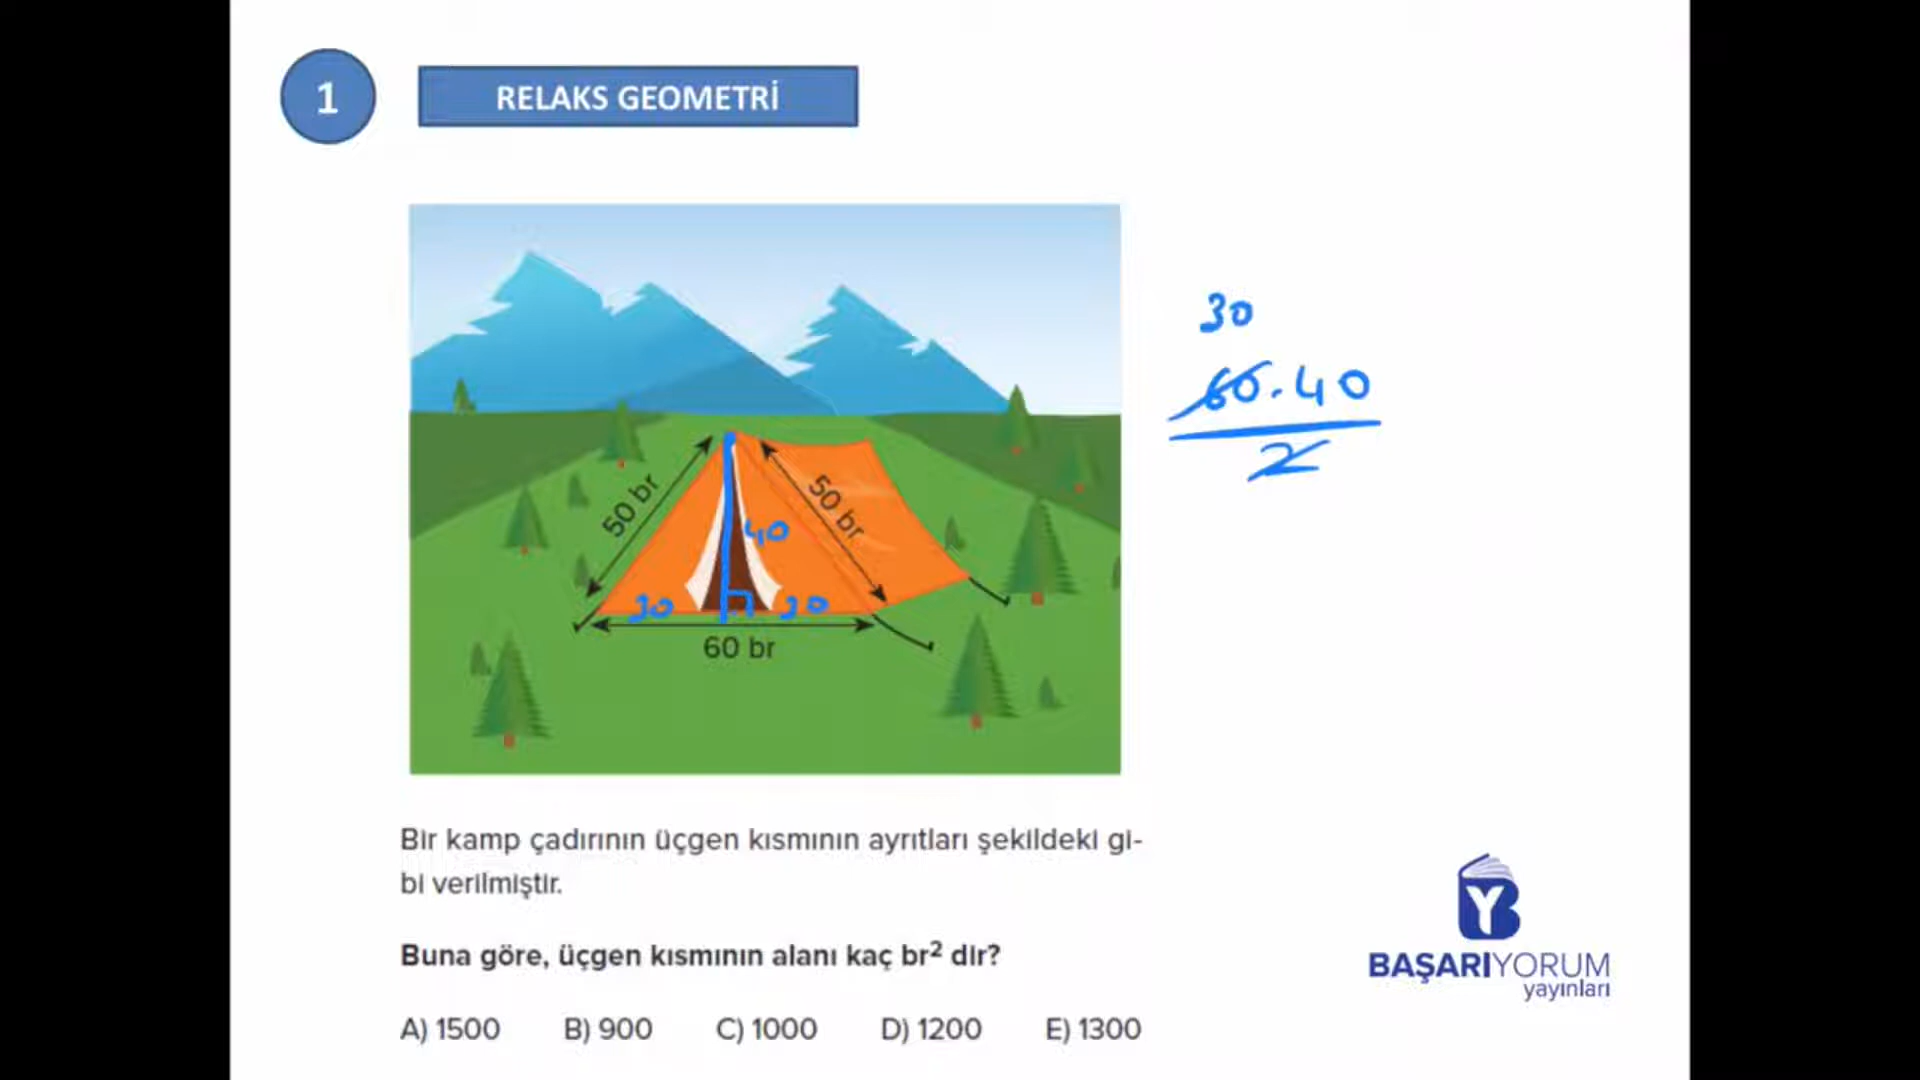 1
RELAKS GEOMETRİ
30
60.40
2
50 br
50 br
40
30
30
60 br
Bir kamp çadırının üçgen kısmının ayrıtları şekildeki gi-
bi verilmiştir.
Buna göre, üçgen kısmının alanı kaç br² dir?
A) 1500 B) 900 C) 1000 D) 1200 E) 1300
BAŞARIYORUM
yayınları